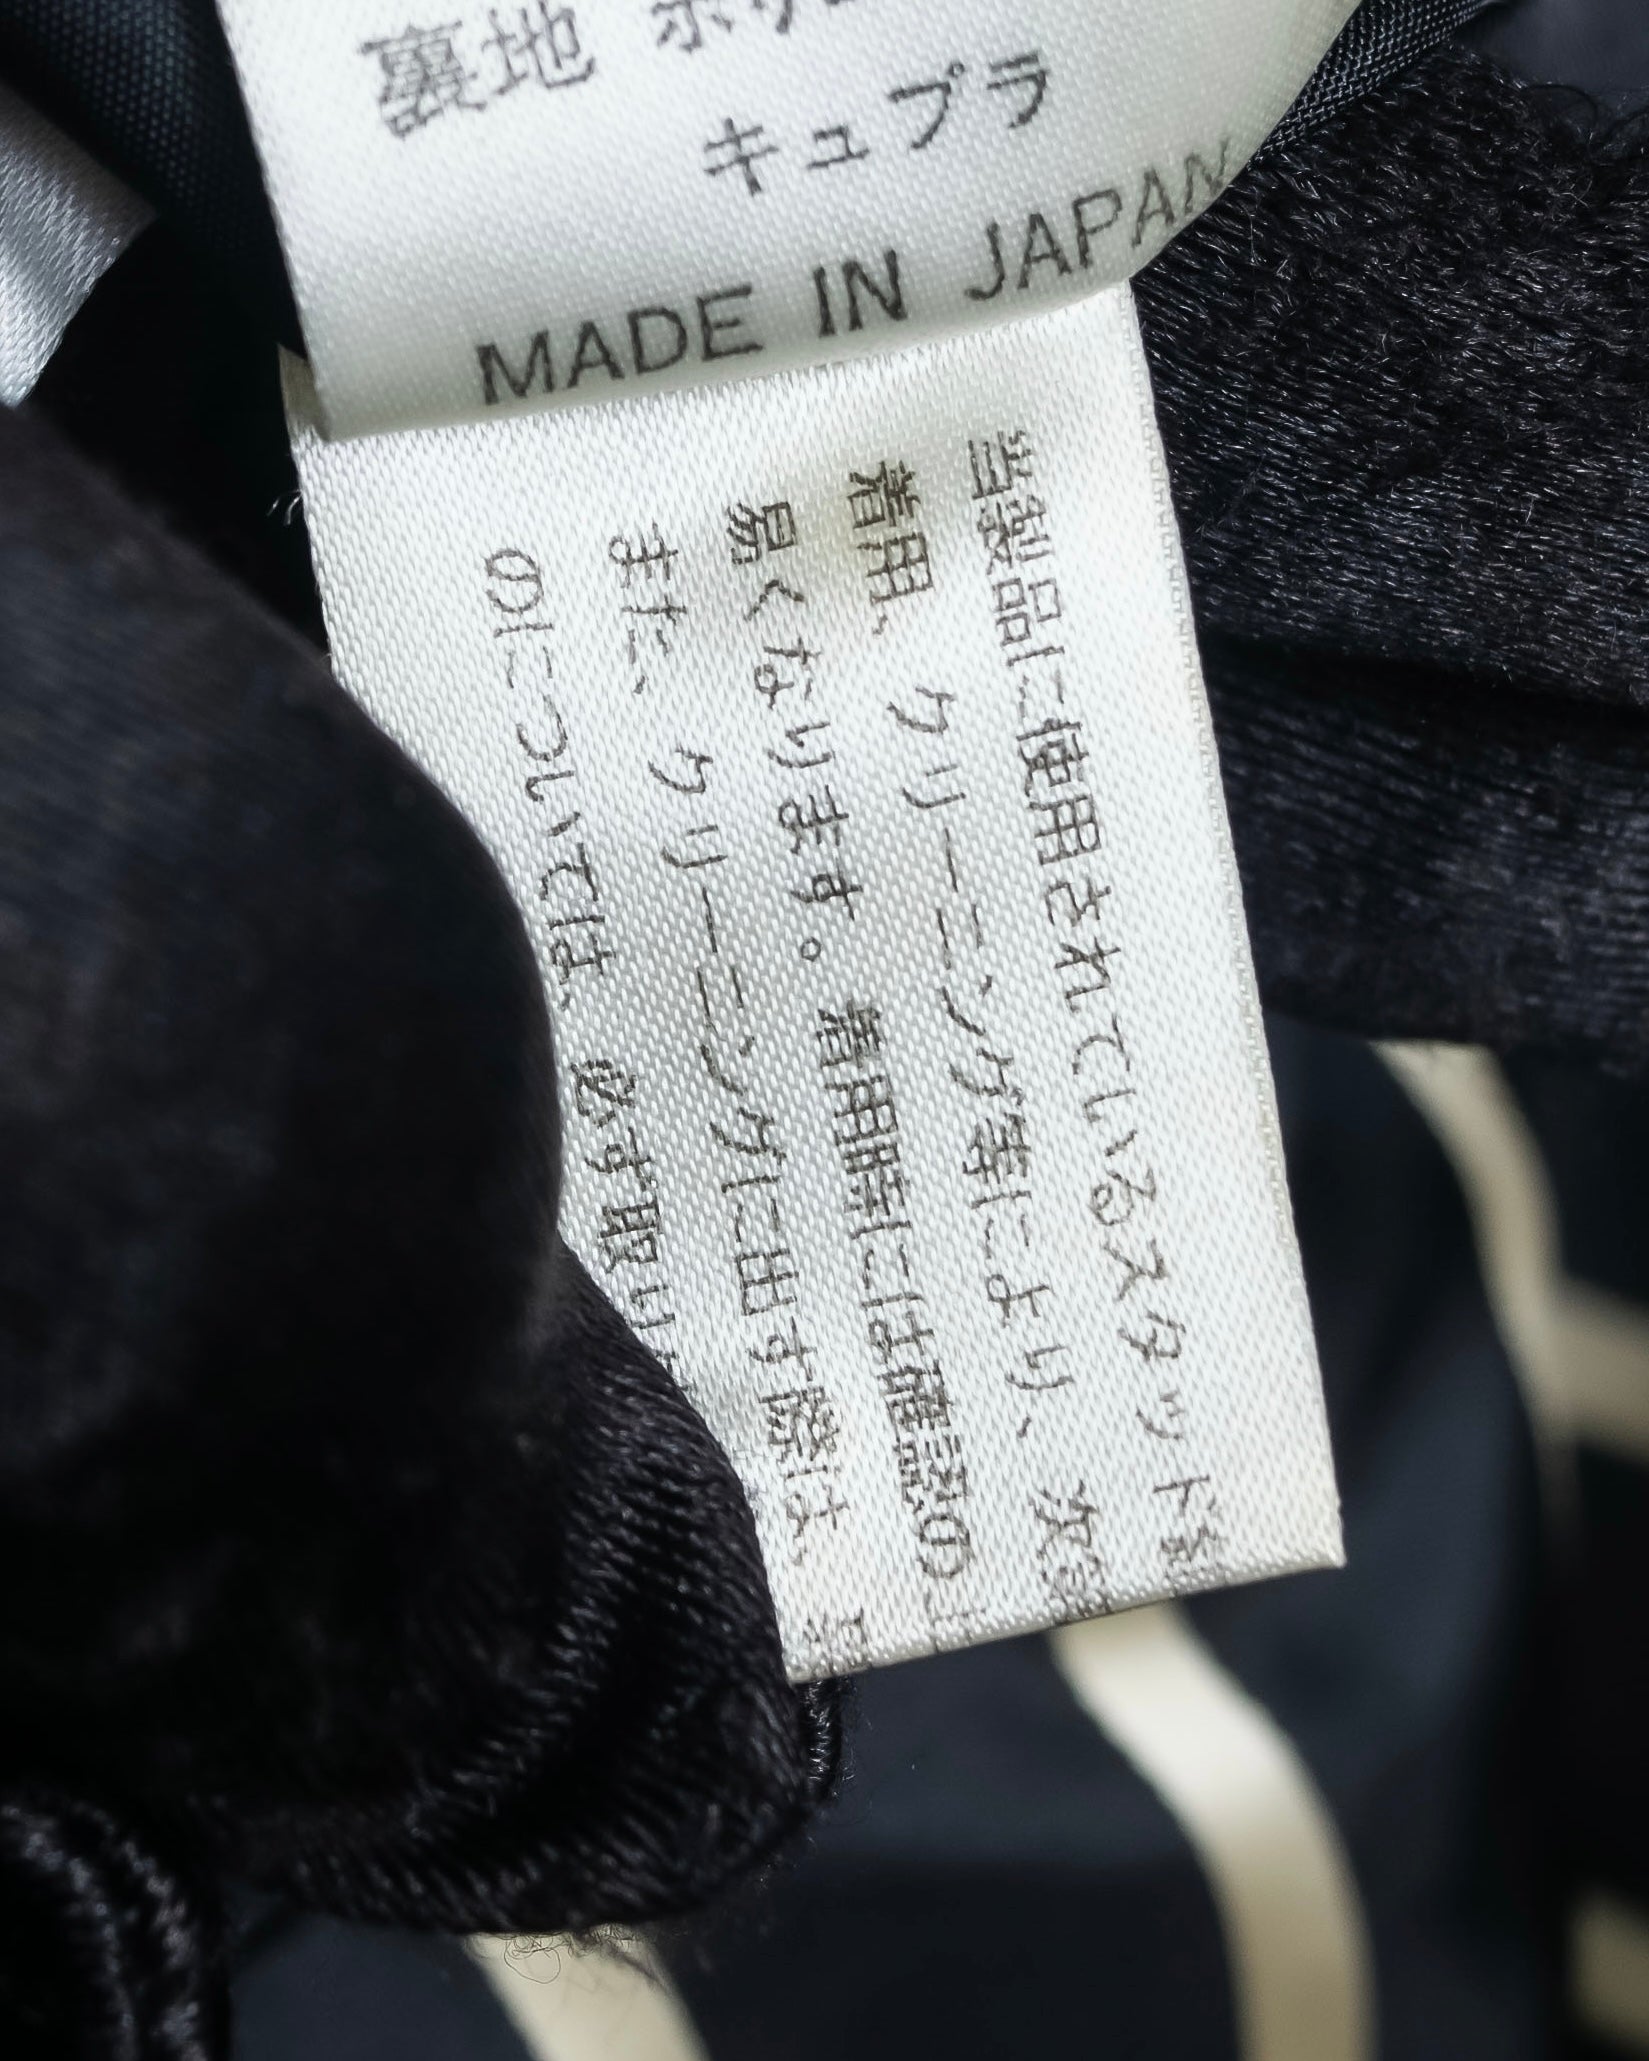 裏地 ポリ
キュプラ
MADE IN JAPAN
当製品に使用されているスタッド
着用、クリーニング等により、次
易くなります。着用時には確認の
また、クリーニングに出す際は、
のについては、必ず取り